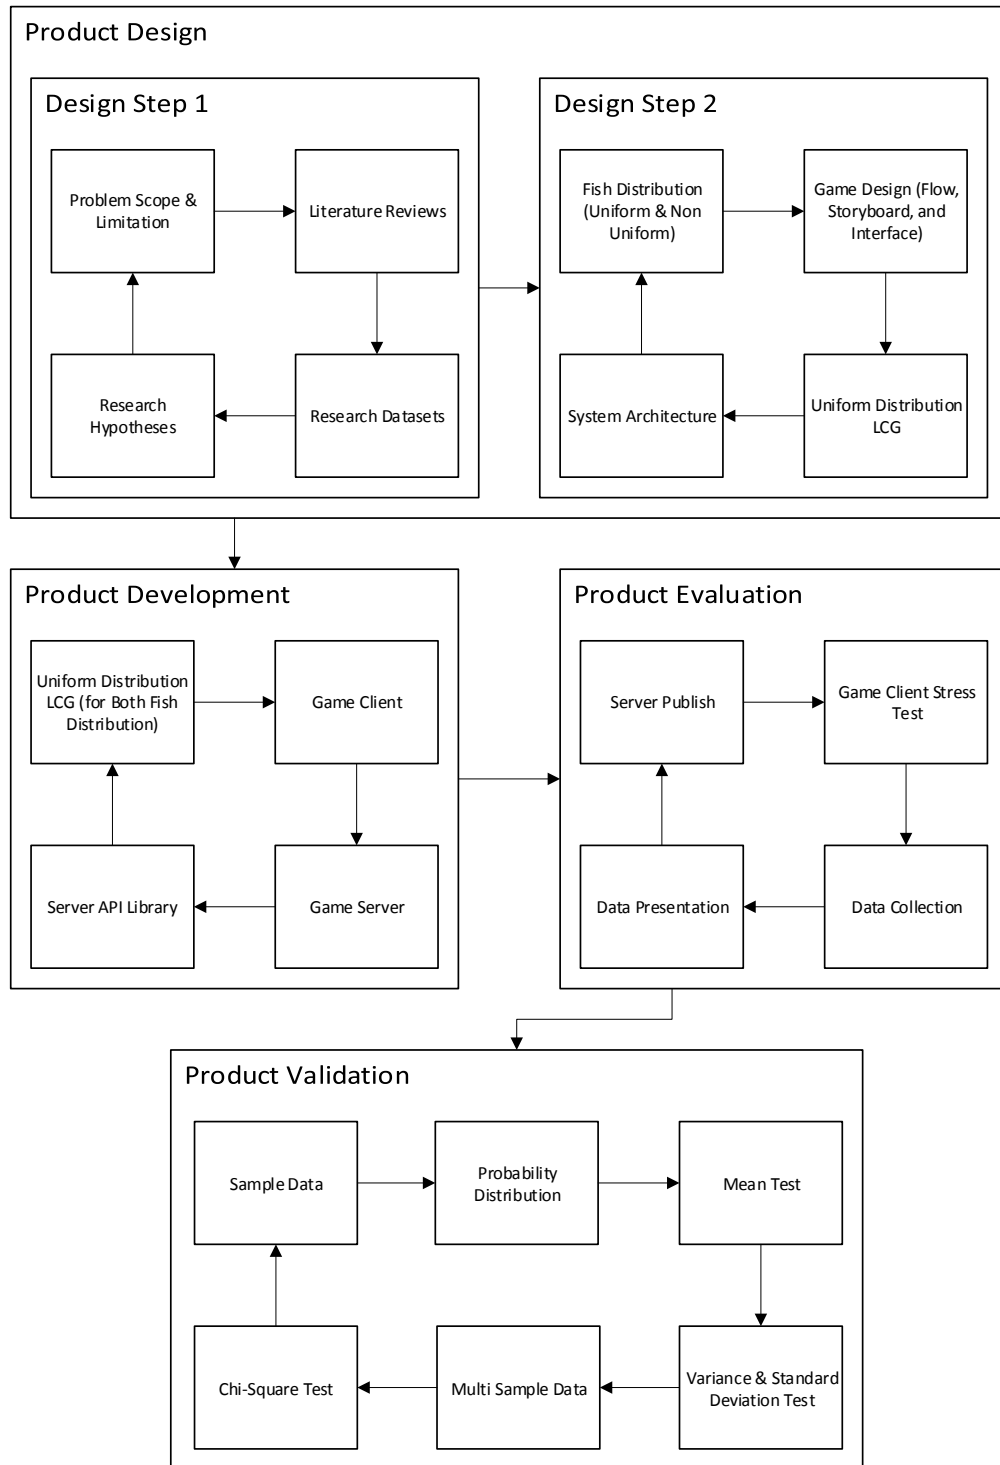 Product Design
Design Step 1
Problem Scope &
Limitation
Literature Reviews
Research
Hypotheses
Research Datasets
Design Step 2
Fish Distribution
(Uniform & Non
Uniform)
Game Design (Flow,
Storyboard, and
Interface)
System Architecture
Uniform Distribution
LCG
Product Development
Uniform Distribution
LCG (for Both Fish
Distribution)
Game Client
Server API Library
Game Server
Product Evaluation
Server Publish
Game Client Stress
Test
Data Presentation
Data Collection
Product Validation
Sample Data
Probability
Distribution
Mean Test
Chi-Square Test
Multi Sample Data
Variance & Standard
Deviation Test